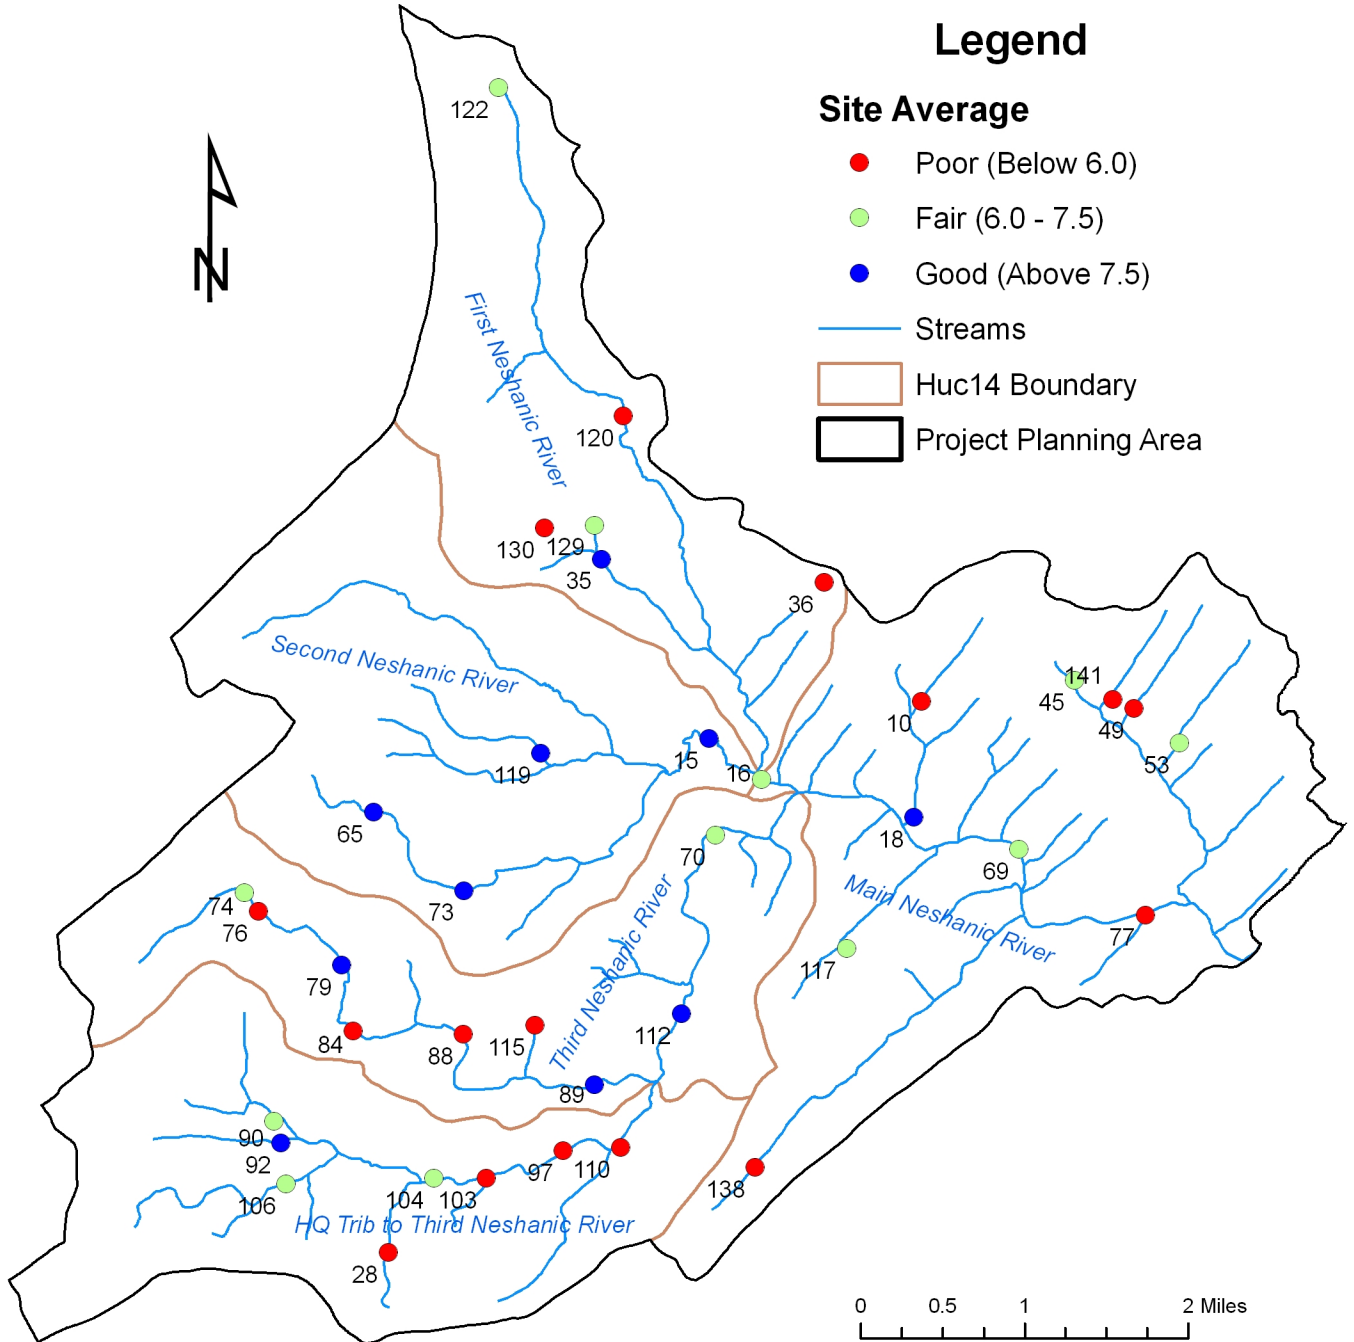 Legend
Site Average
Poor (Below 6.0)
Fair (6.0 - 7.5)
Good (Above 7.5)
Streams
Huc14 Boundary
Project Planning Area
N
122
First Neshanic River
120
130
129
35
36
Second Neshanic River
141
45
49
10
53
15
16
119
65
18
70
69
73
Main Neshanic River
74
76
77
117
79
Third Neshanic River
84
88
115
112
89
90
92
97
110
106
104
103
138
HQ Trib to Third Neshanic River
28
0 0.5 1 2 Miles